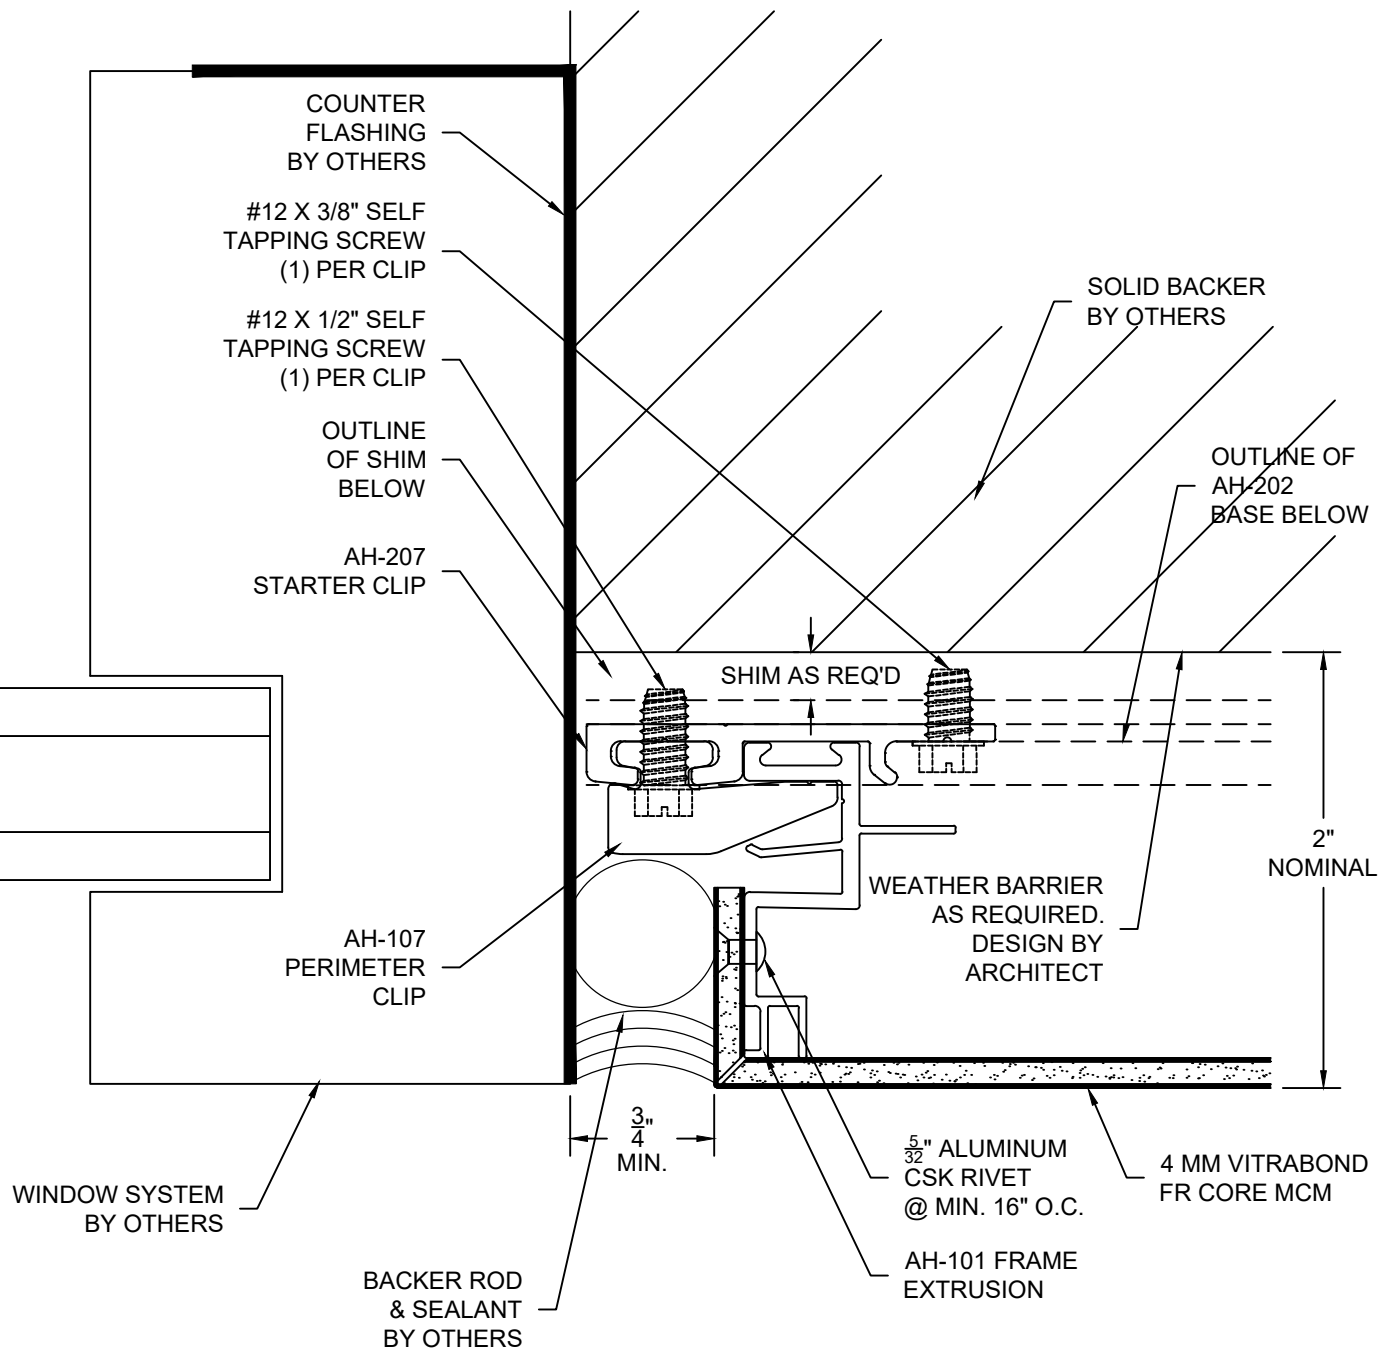 COUNTER
FLASHING
BY OTHERS
#12 X 3/8" SELF
TAPPING SCREW
(1) PER CLIP
#12 X 1/2" SELF
TAPPING SCREW
(1) PER CLIP
OUTLINE
OF SHIM
BELOW
AH-207
STARTER CLIP
SOLID BACKER
BY OTHERS
OUTLINE OF
AH-202
BASE BELOW
SHIM AS REQ'D
2"
NOMINAL
WEATHER BARRIER
AS REQUIRED.
DESIGN BY
ARCHITECT
AH-107
PERIMETER
CLIP
3/4"
MIN.
5/32" ALUMINUM
CSK RIVET
@ MIN. 16" O.C.
4 MM VITRABOND
FR CORE MCM
WINDOW SYSTEM
BY OTHERS
AH-101 FRAME
EXTRUSION
BACKER ROD
& SEALANT
BY OTHERS